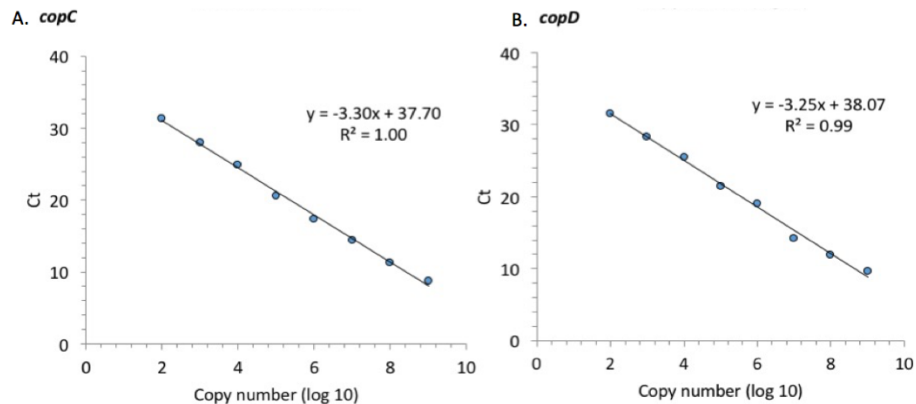 A. copC
40
30
20
10
0
Ct
y = -3.30x + 37.70
R² = 1.00
0 2 4 6 8 10
Copy number (log 10)
B. copD
40
30
20
10
0
Ct
y = -3.25x + 38.07
R² = 0.99
0 2 4 6 8 10
Copy number (log 10)